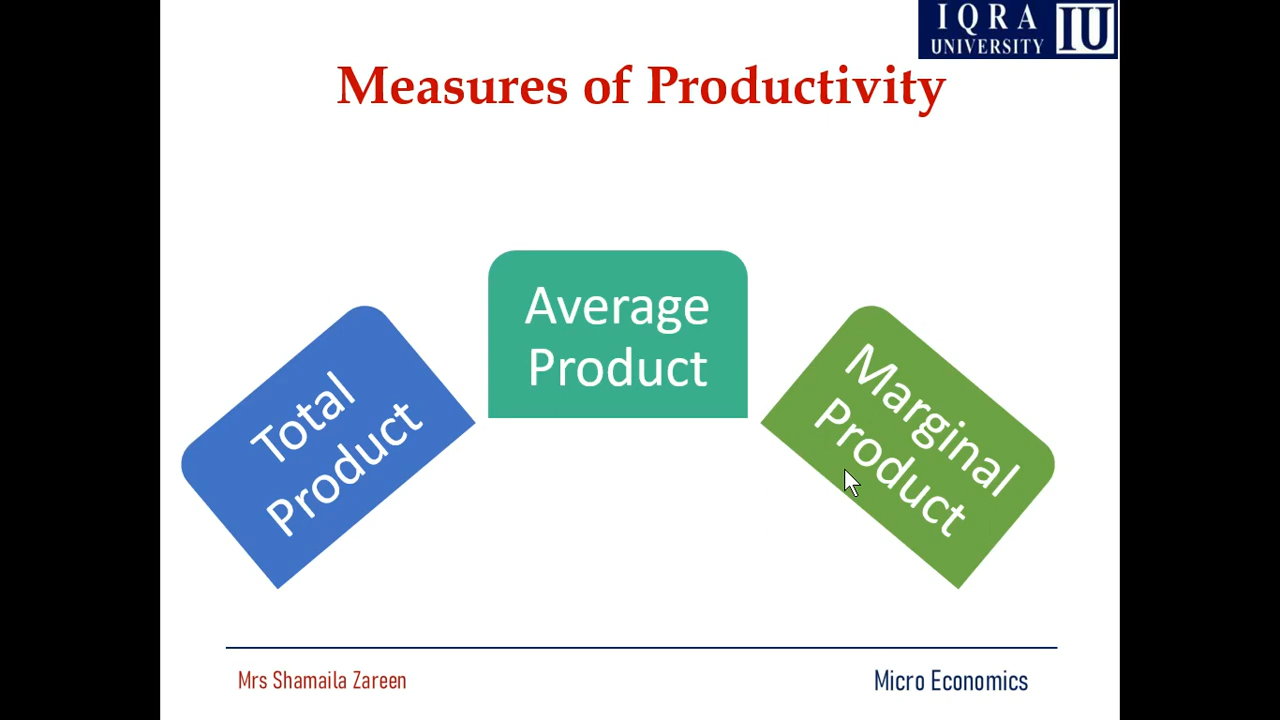 IQRA
UNIVERSITY IU
Measures of Productivity
Total
Product
Average
Product
Marginal
Product
Mrs Shamaila Zareen
Micro Economics